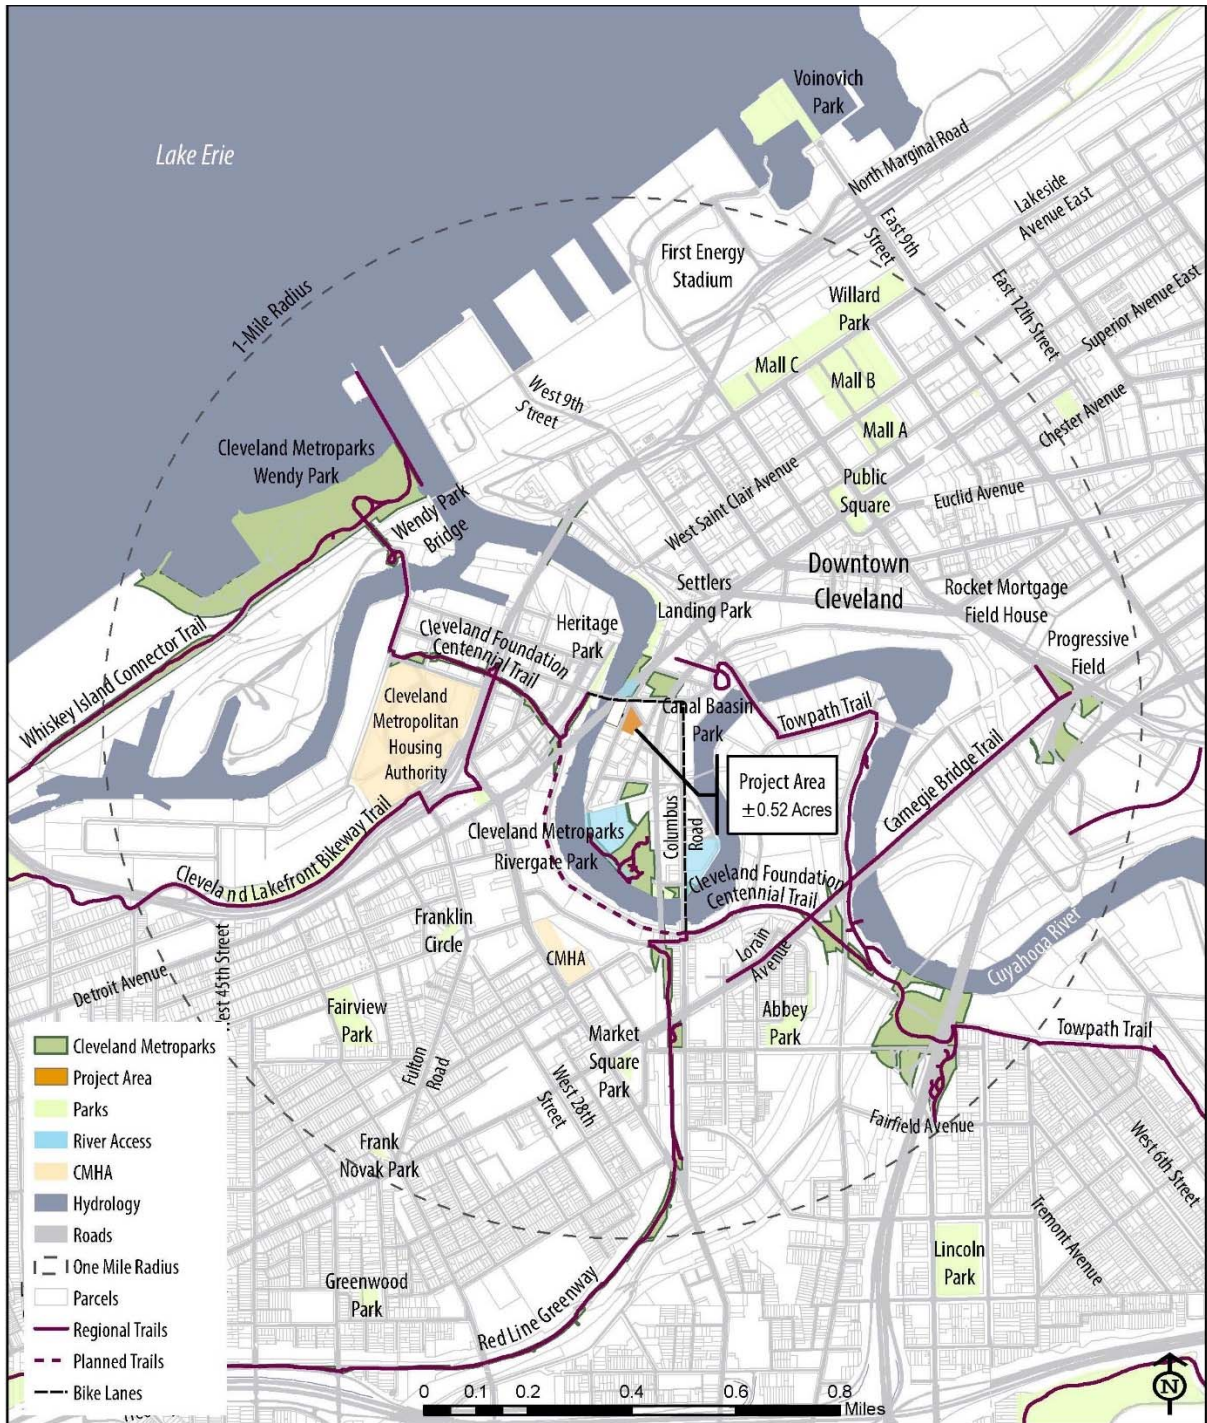 Voinovich
Park
Lake Erie
North Marginal Road
Lakeside
Avenue East
East 9th
Street
First Energy
Stadium
East 12th Street
Superior Avenue East
Willard
Park
1-Mile Radius
Mall C
Mall B
West 9th
Street
Chester Avenue
Mall A
Cleveland Metroparks
Wendy Park
Public
Square
Euclid Avenue
West Saint Clair Avenue
Wendy Park
Bridge
Downtown
Cleveland
Settlers
Landing Park
Rocket Mortgage
Field House
Heritage
Park
Cleveland Foundation
Centennial Trail
Progressive
Field
Whiskey Island Connector Trail
Cleveland
Metropolitan
Housing
Authority
Canal Baasin
Park
Towpath Trail
Carnegie Bridge Trail
Project Area
±0.52 Acres
Cleveland Metroparks
Rivergate Park
Columbus
Road
Cleveland Lakefront Bikeway Trail
Cleveland Foundation
Centennial Trail
Franklin
Circle
Lorain
Avenue
Cuyahoga River
CMHA
Detroit Avenue
West 45th Street
Fairview
Park
Abbey
Park
Towpath Trail
Market
Square
Park
Fulton
Road
West 28th
Street
Fairfield Avenue
Frank
Novak Park
West 6th Street
Tremont Avenue
Lincoln
Park
Greenwood
Park
Red Line Greenway
Cleveland Metroparks
Project Area
Parks
River Access
CMHA
Hydrology
Roads
One Mile Radius
Parcels
Regional Trails
Planned Trails
Bike Lanes
0 0.1 0.2 0.4 0.6 0.8
Miles
N